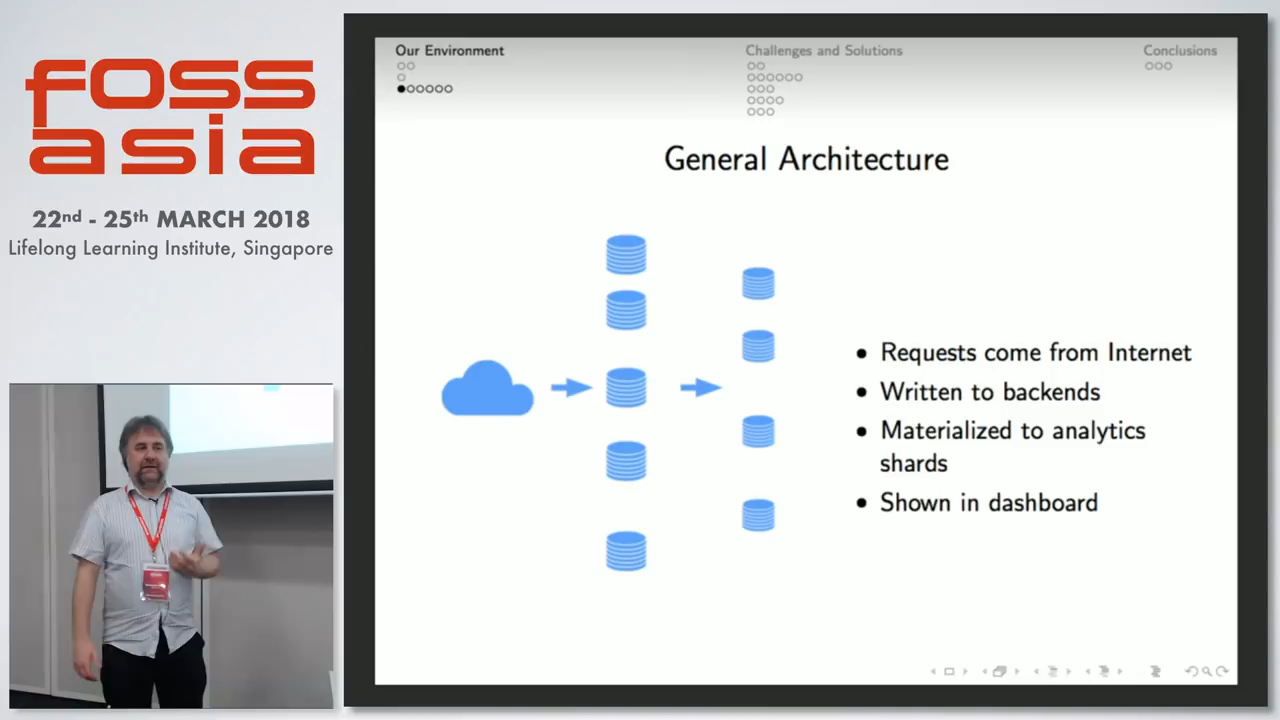 foss
asia
22nd - 25th MARCH 2018
Lifelong Learning Institute, Singapore
Our Environment
Challenges and Solutions
Conclusions
General Architecture
• Requests come from Internet
• Written to backends
• Materialized to analytics
shards
• Shown in dashboard